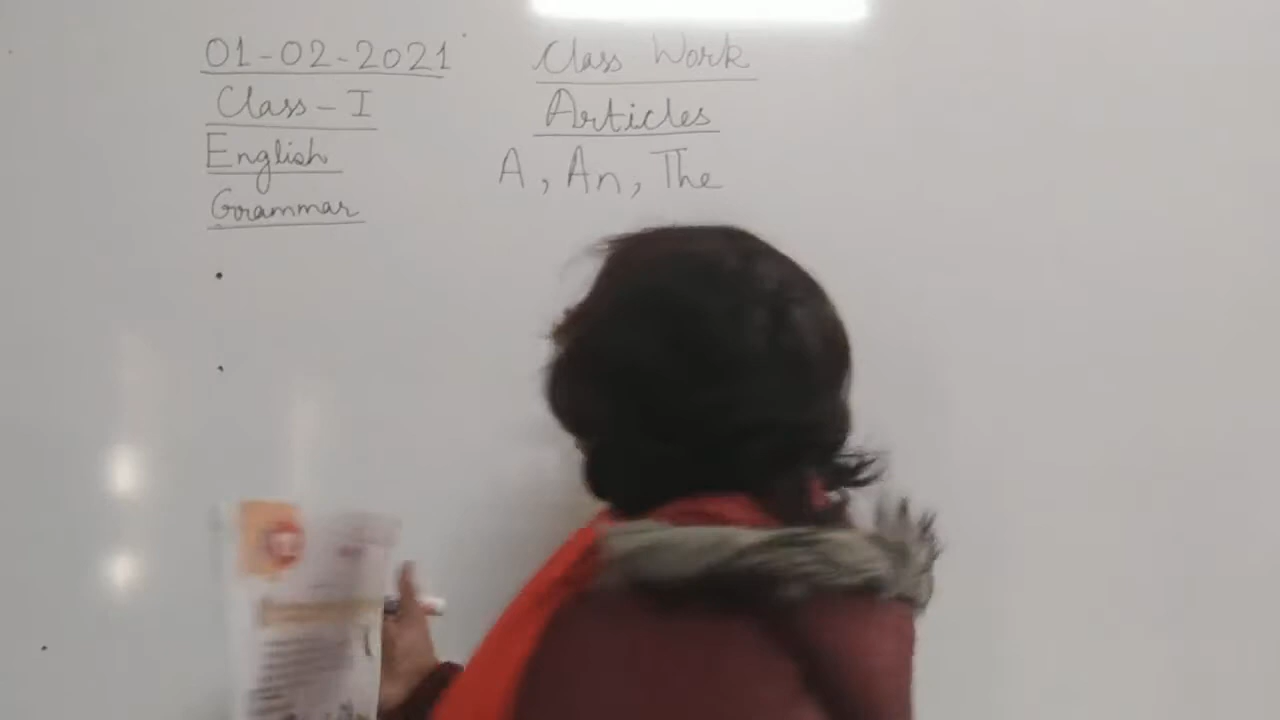 01-02-2021
Class Work
Class - I
Articles
English
A, An, The
Grammar